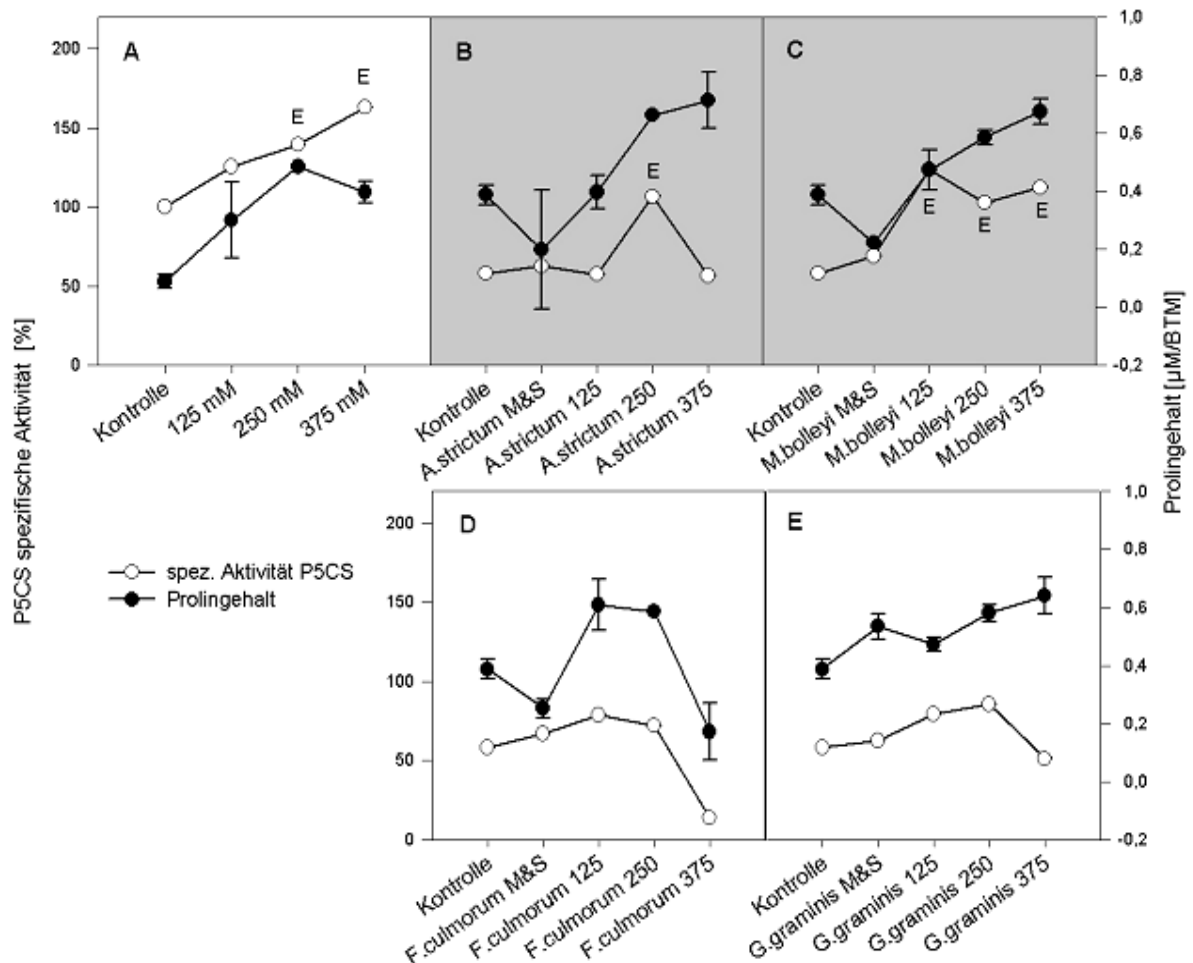 P5CS spezifische Aktivität [%]
Prolingehalt [µM/BTM]
200
150
100
50
0
A
E
E
Kontrolle
125 mM
250 mM
375 mM
B
E
Kontrolle
A.strictum M&S
A.strictum 125
A.strictum 250
A.strictum 375
C
E
E
E
Kontrolle
M.bolleyi M&S
M.bolleyi 125
M.bolleyi 250
M.bolleyi 375
1,0
0,8
0,6
0,4
0,2
0,0
-0,2
spez. Aktivität P5CS
Prolingehalt
200
150
100
50
0
D
Kontrolle
F.culmorum M&S
F.culmorum 125
F.culmorum 250
F.culmorum 375
E
Kontrolle
G.graminis M&S
G.graminis 125
G.graminis 250
G.graminis 375
1,0
0,8
0,6
0,4
0,2
0,0
-0,2